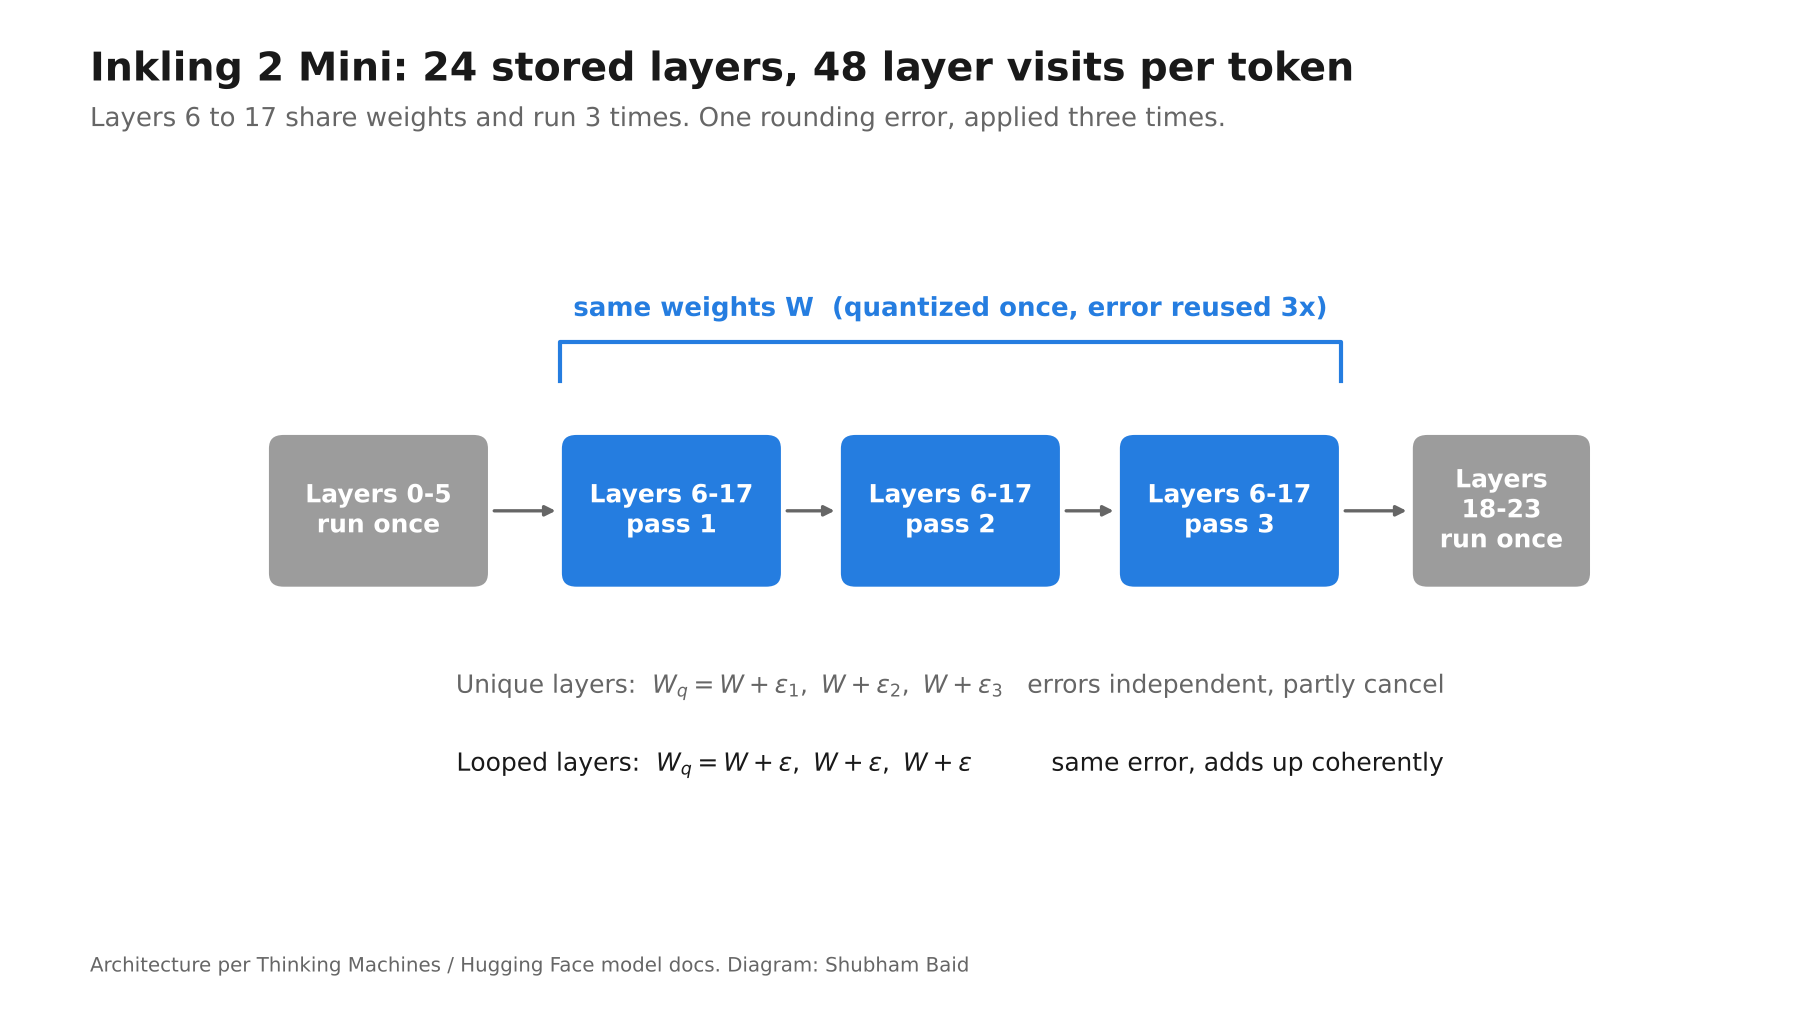 Inkling 2 Mini: 24 stored layers, 48 layer visits per token
Layers 6 to 17 share weights and run 3 times. One rounding error, applied three times.
same weights W (quantized once, error reused 3x)
Layers 0-5
run once
Layers 6-17
pass 1
Layers 6-17
pass 2
Layers 6-17
pass 3
Layers
18-23
run once
Unique layers: W_q = W + ε₁, W + ε₂, W + ε₃ errors independent, partly cancel
Looped layers: W_q = W + ε, W + ε, W + ε same error, adds up coherently
Architecture per Thinking Machines / Hugging Face model docs. Diagram: Shubham Baid